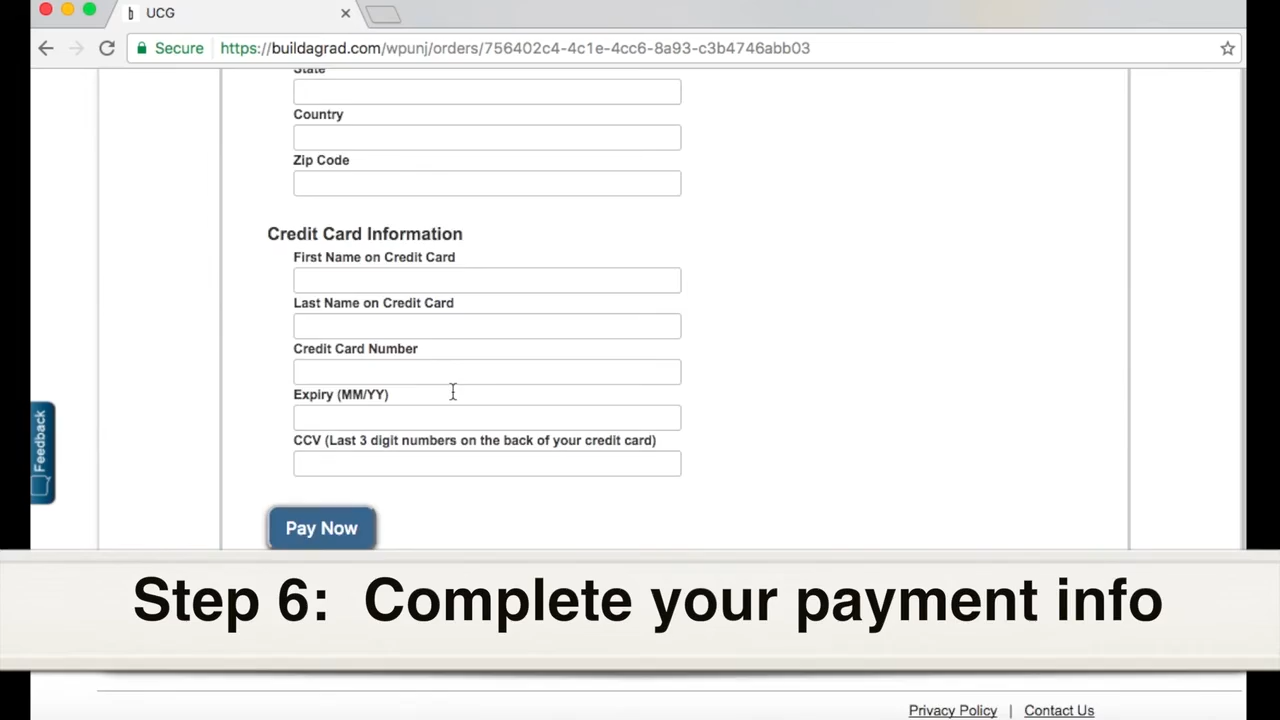 UCG
Secure https://buildagrad.com/wpunj/orders/756402c4-4c1e-4cc6-8a93-c3b4746abb03
State
Country
Zip Code
Credit Card Information
First Name on Credit Card
Last Name on Credit Card
Credit Card Number
Expiry (MM/YY)
CCV (Last 3 digit numbers on the back of your credit card)
Feedback
Pay Now
Step 6: Complete your payment info
Privacy Policy | Contact Us